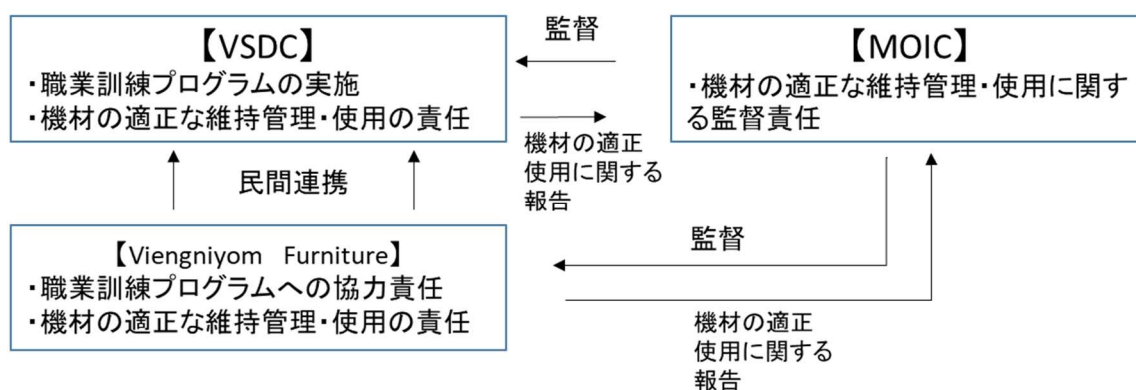 【VSDC】
・職業訓練プログラムの実施
・機材の適正な維持管理・使用の責任
監督
【MOIC】
・機材の適正な維持管理・使用に関す
る監督責任
機材の適正
使用に関する
報告
民間連携
【Viengniyom Furniture】
・職業訓練プログラムへの協力責任
・機材の適正な維持管理・使用の責任
監督
機材の適正
使用に関する
報告